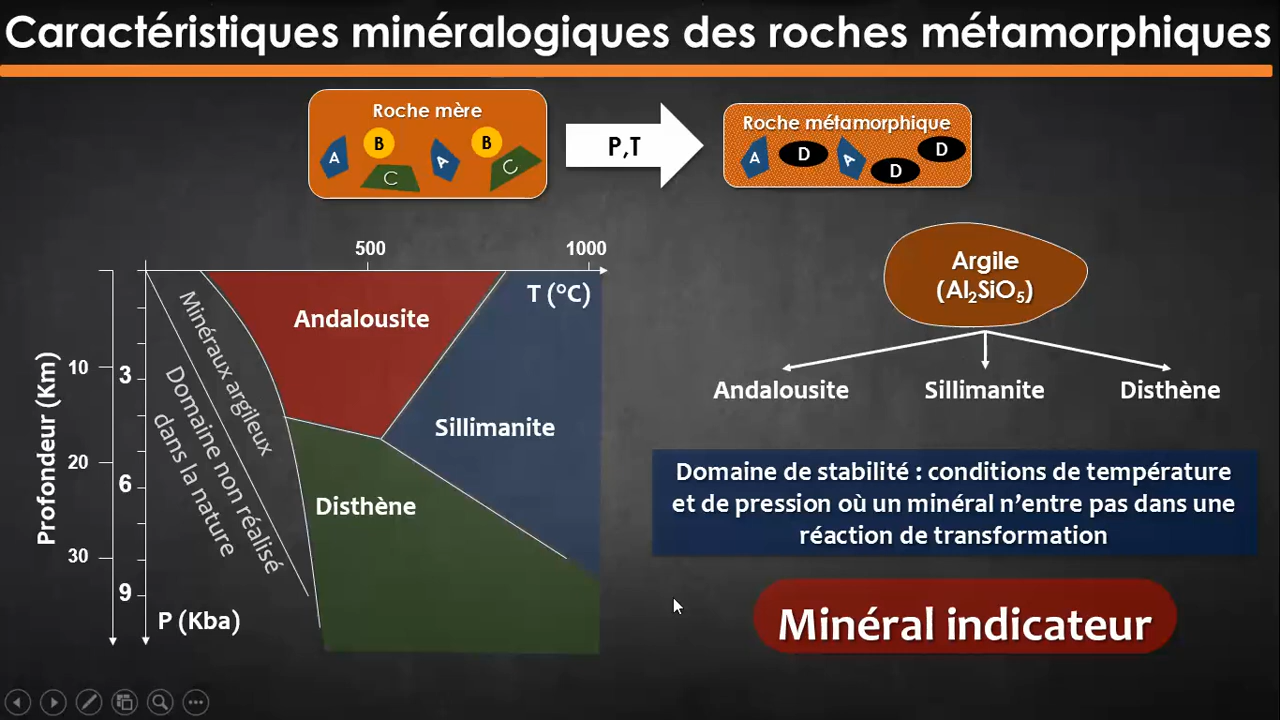 Caractéristiques minéralogiques des roches métamorphiques
Roche mère
A
B
C
A
B
C
P,T
Roche métamorphique
A
D
A
D
D
500
1000
T (°C)
Andalousite
Sillimanite
Disthène
Minéraux argileux
Domaine non réalisé
dans la nature
Profondeur (Km)
10
20
30
3
6
9
P (Kba)
Argile
(Al₂SiO₅)
Andalousite
Sillimanite
Disthène
Domaine de stabilité : conditions de température
et de pression où un minéral n’entre pas dans une
réaction de transformation
Minéral indicateur